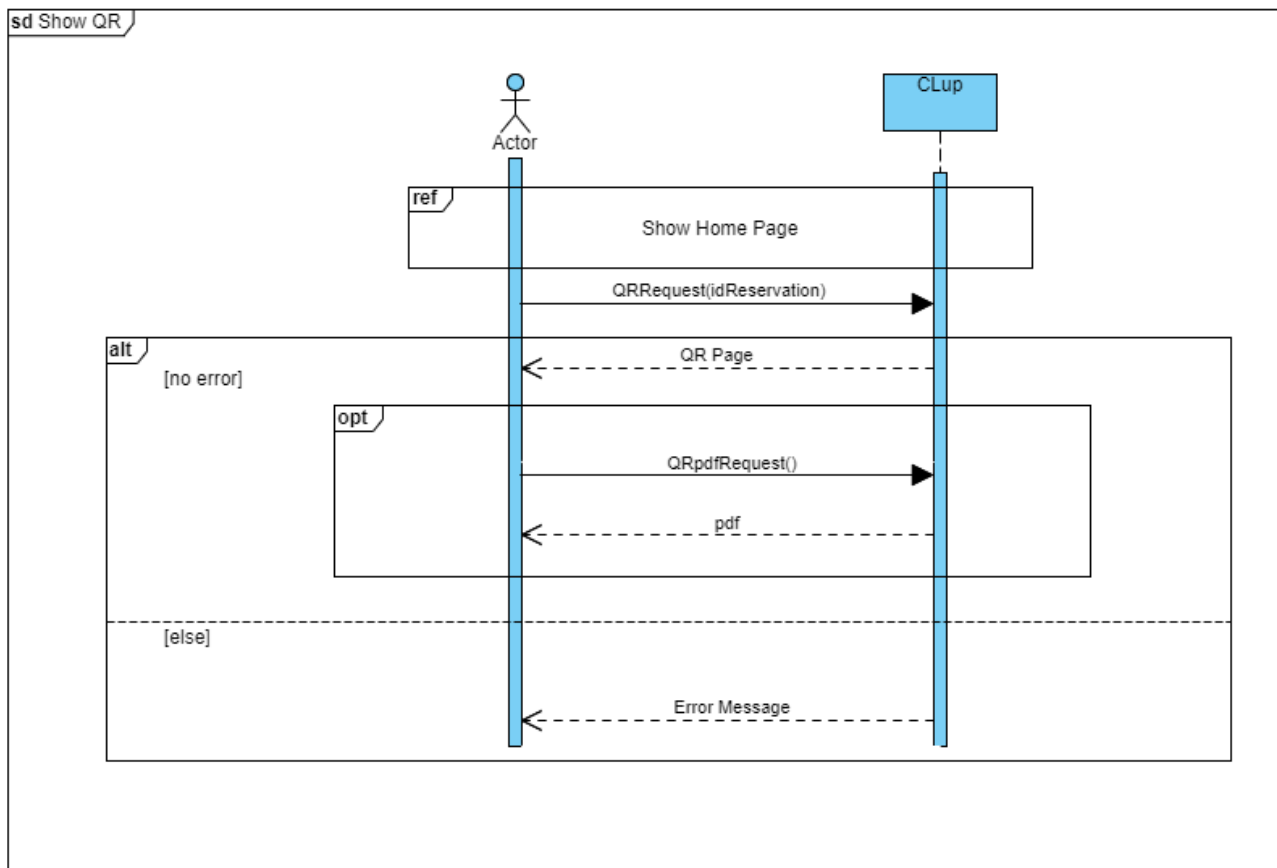 sd Show QR
CLup
Actor
ref
Show Home Page
QRRequest(idReservation)
alt
QR Page
[no error]
opt
QRpdfRequest()
pdf
[else]
Error Message